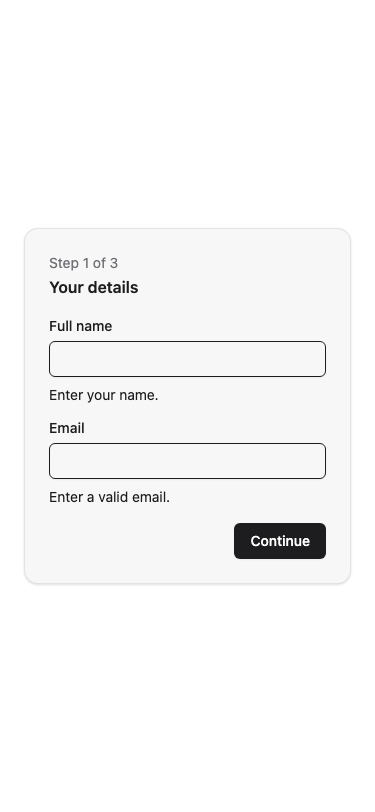 Step 1 of 3
Your details
Full name
Enter your name.
Email
Enter a valid email.
Continue